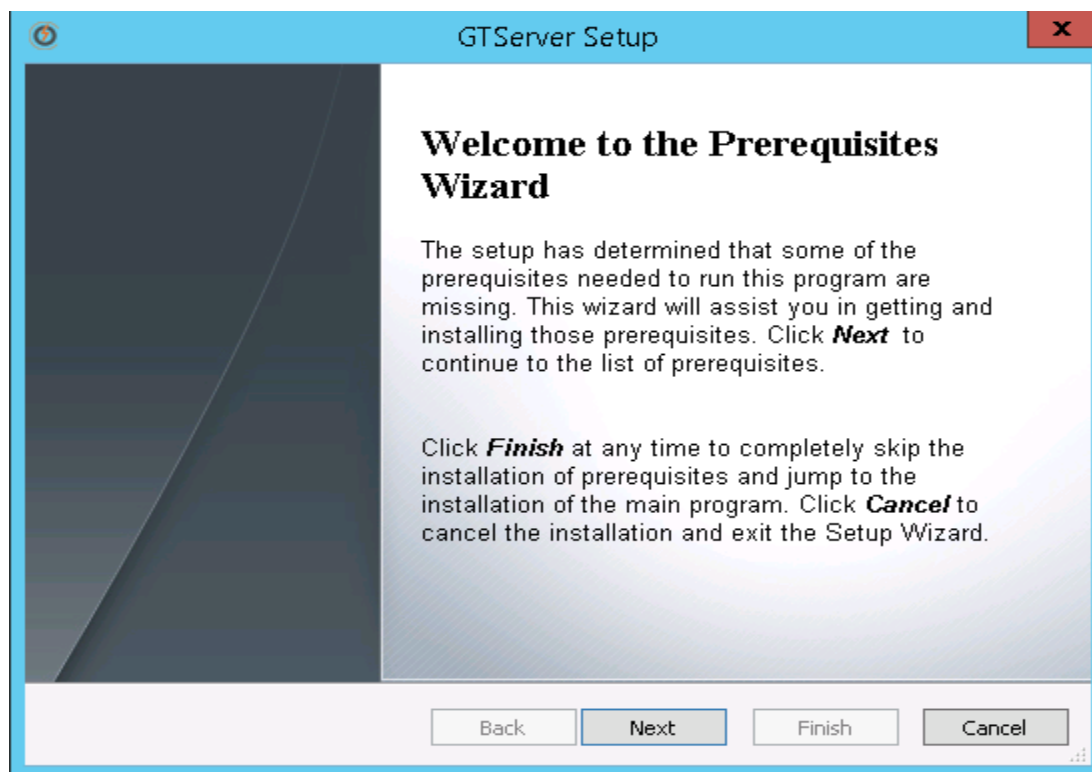 GTServer Setup
x
Welcome to the Prerequisites
Wizard
The setup has determined that some of the
prerequisites needed to run this program are
missing. This wizard will assist you in getting and
installing those prerequisites. Click Next to
continue to the list of prerequisites.
Click Finish at any time to completely skip the
installation of prerequisites and jump to the
installation of the main program. Click Cancel to
cancel the installation and exit the Setup Wizard.
Back Next Finish Cancel